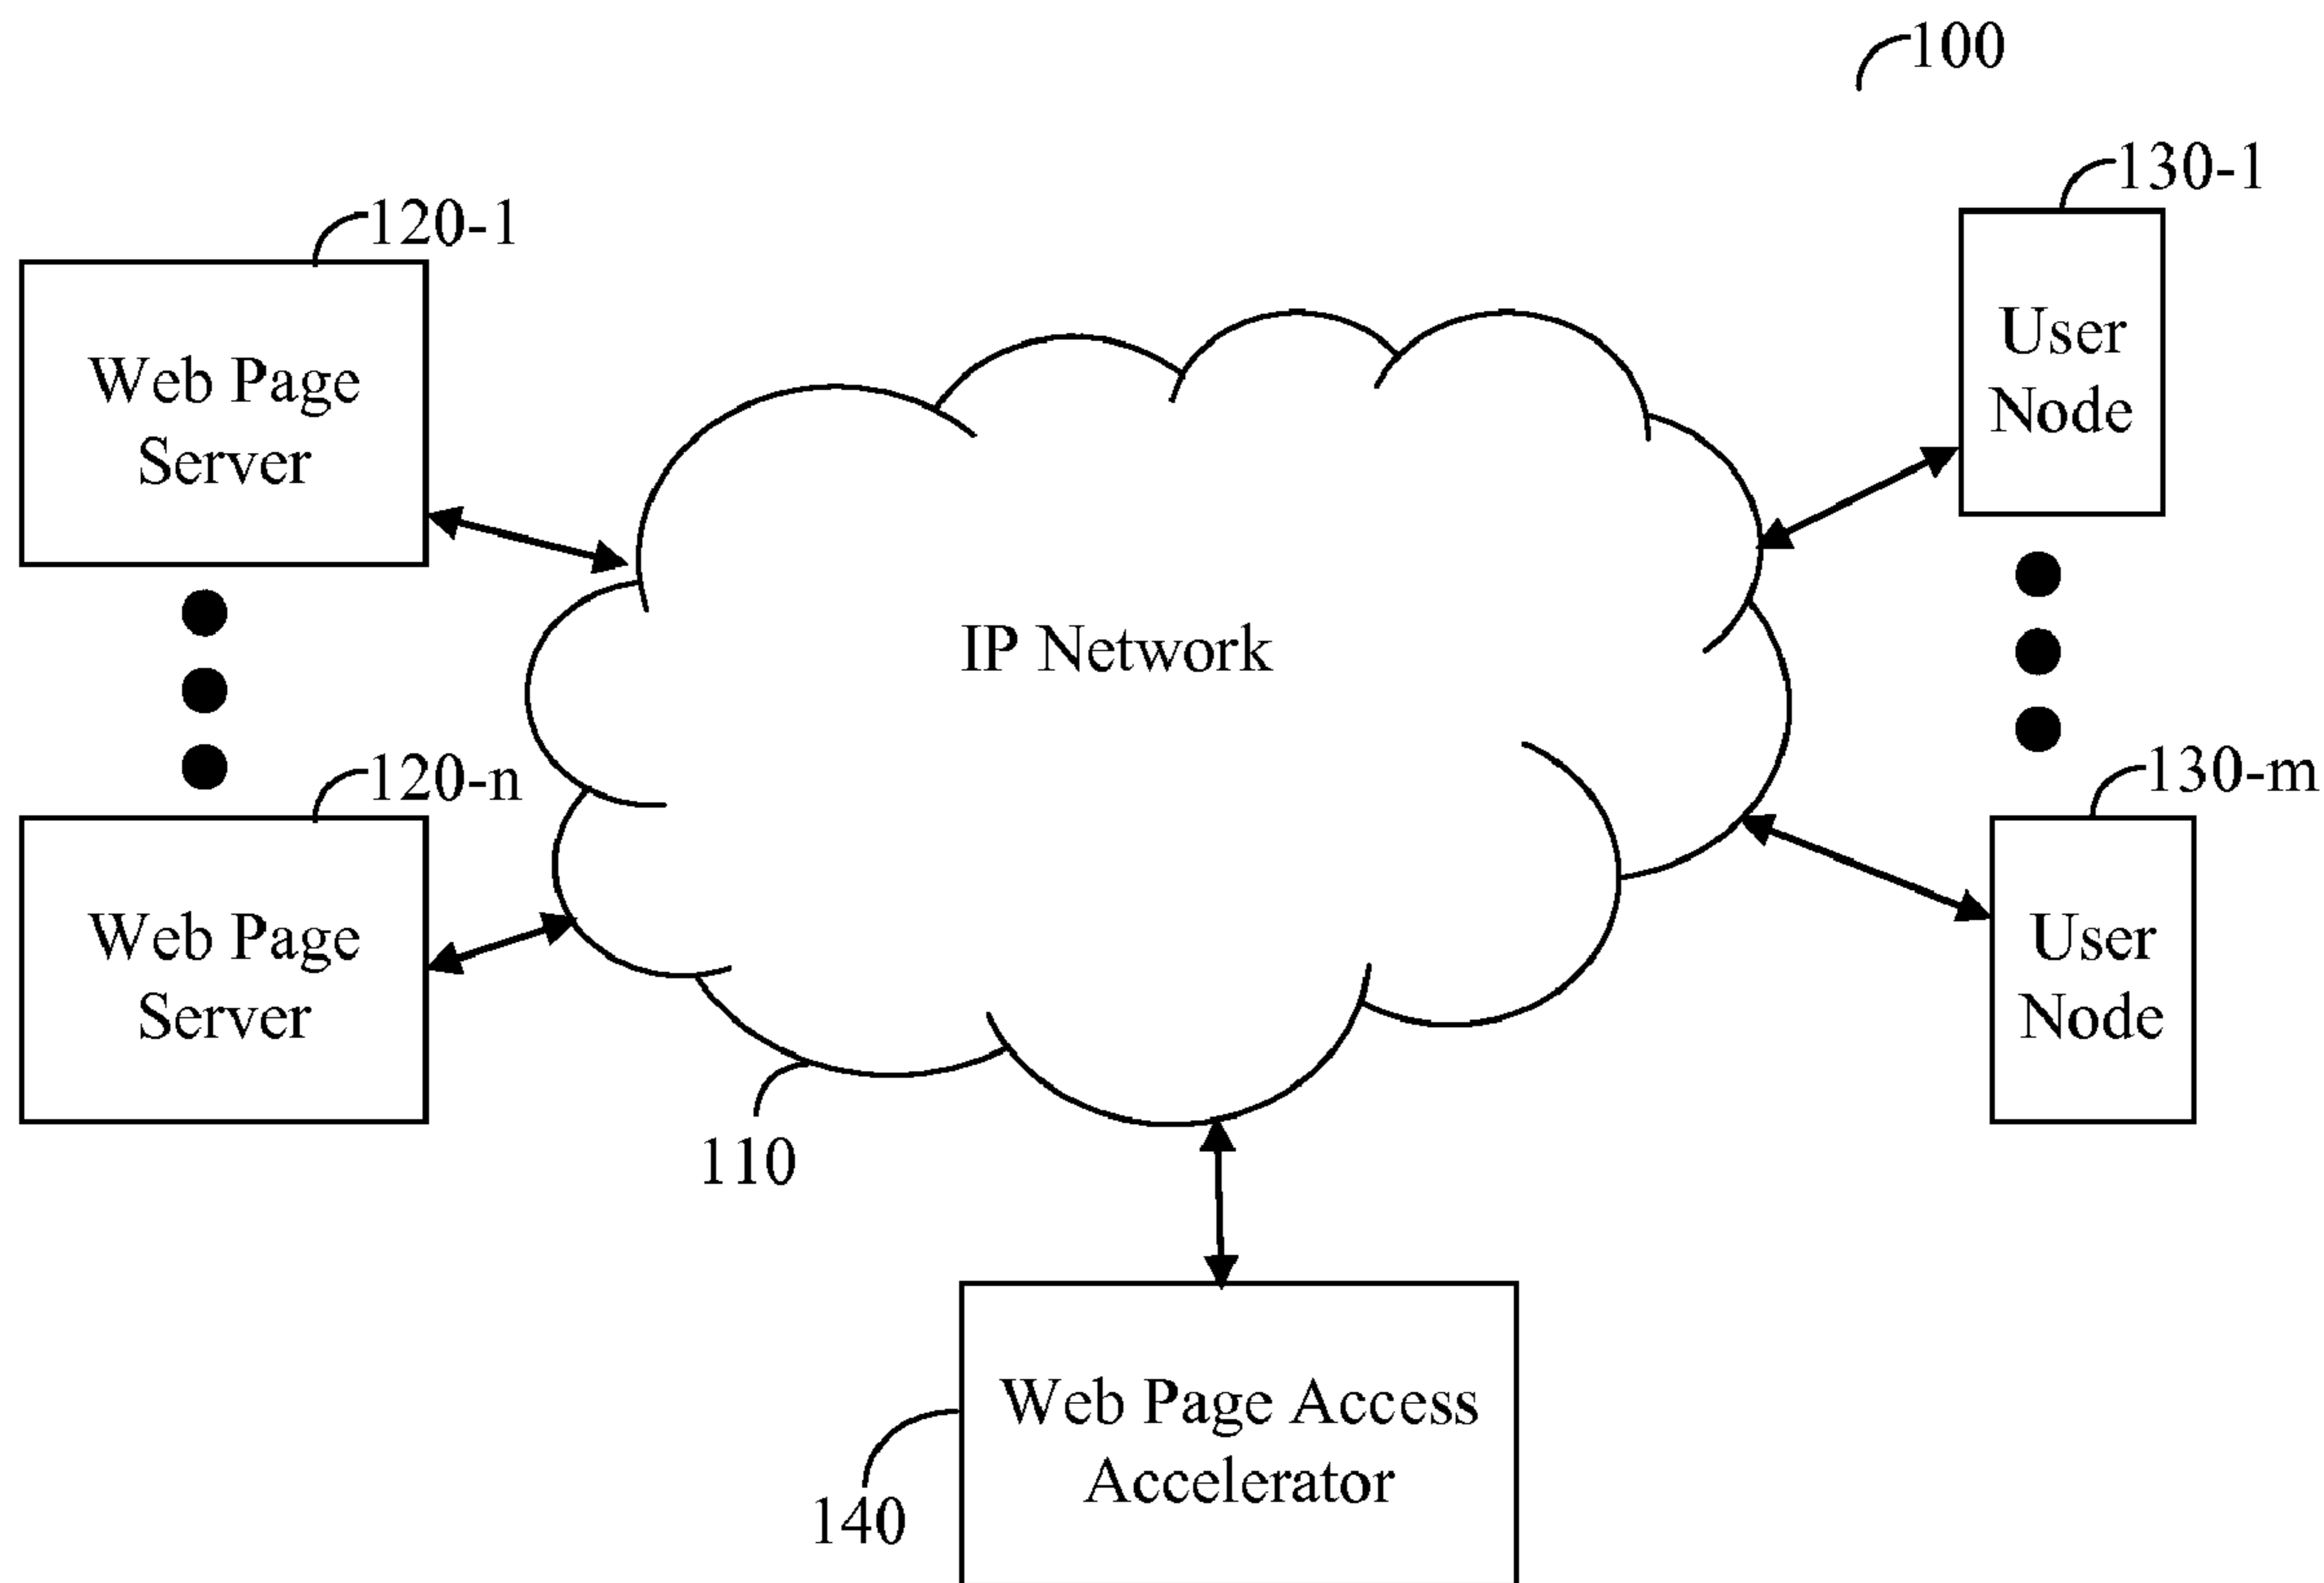 100
130-1
120-1
User
Node
Web Page
Server
IP Network
120-n
130-m
Web Page
Server
User
Node
110
Web Page Access
Accelerator
140